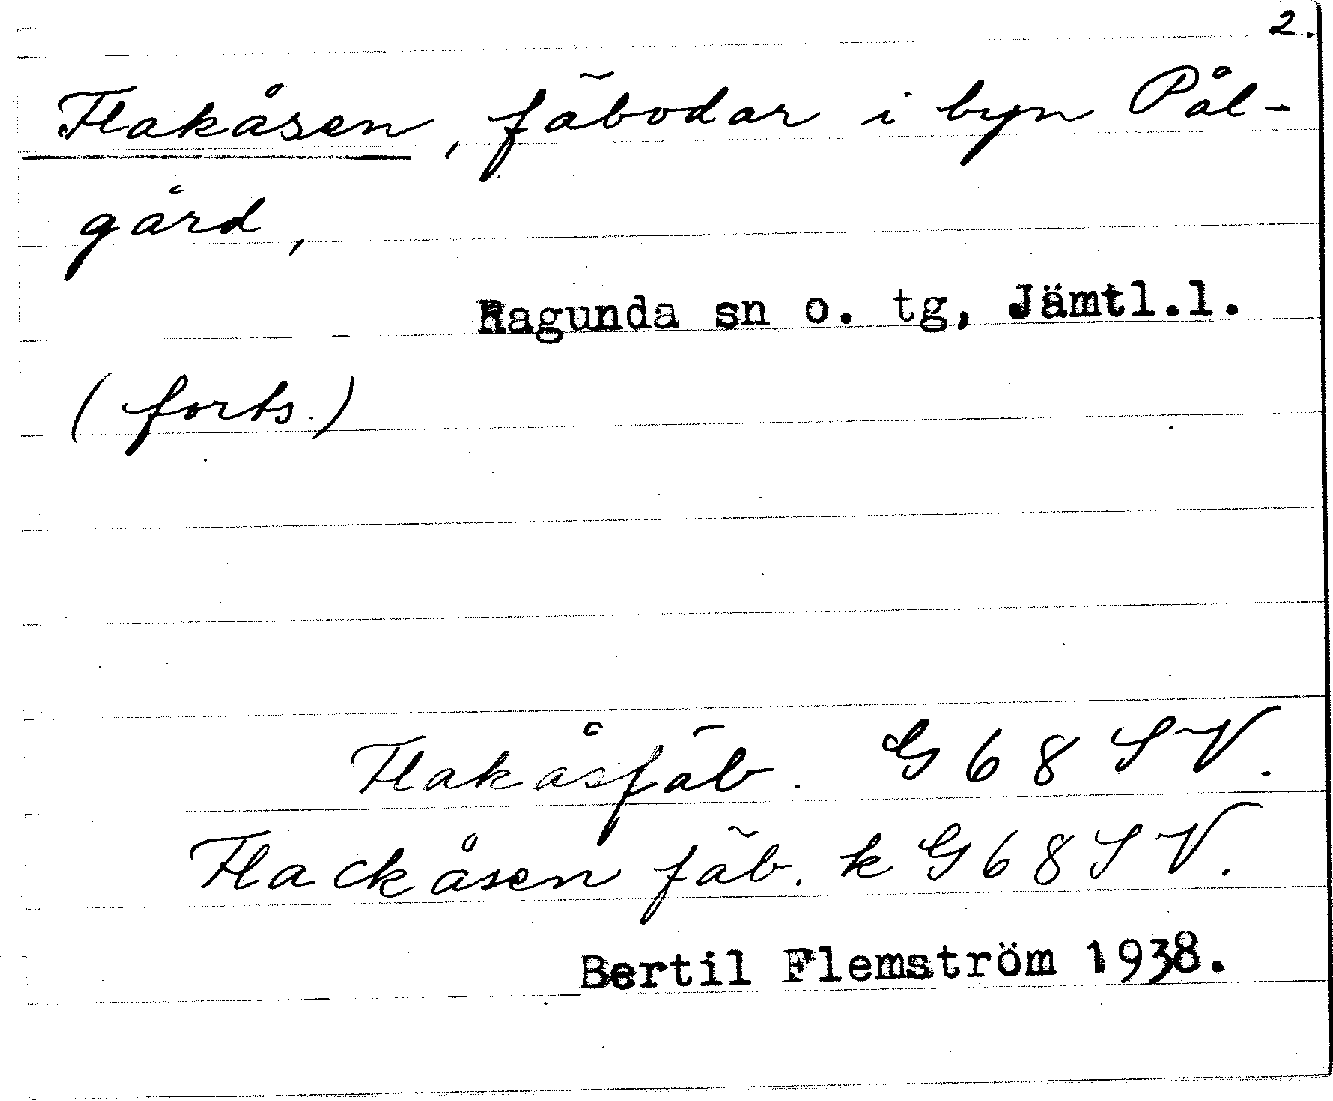 2.
Flakåsen, fäbodar i byn Pål-
gård,
Ragunda sn o. tg, Jämtl.l.
(forts.)
Flakåsfäb. G 68 SV.
Flackåsen fäb. k G 68 SV.
Bertil Flemström 1938.